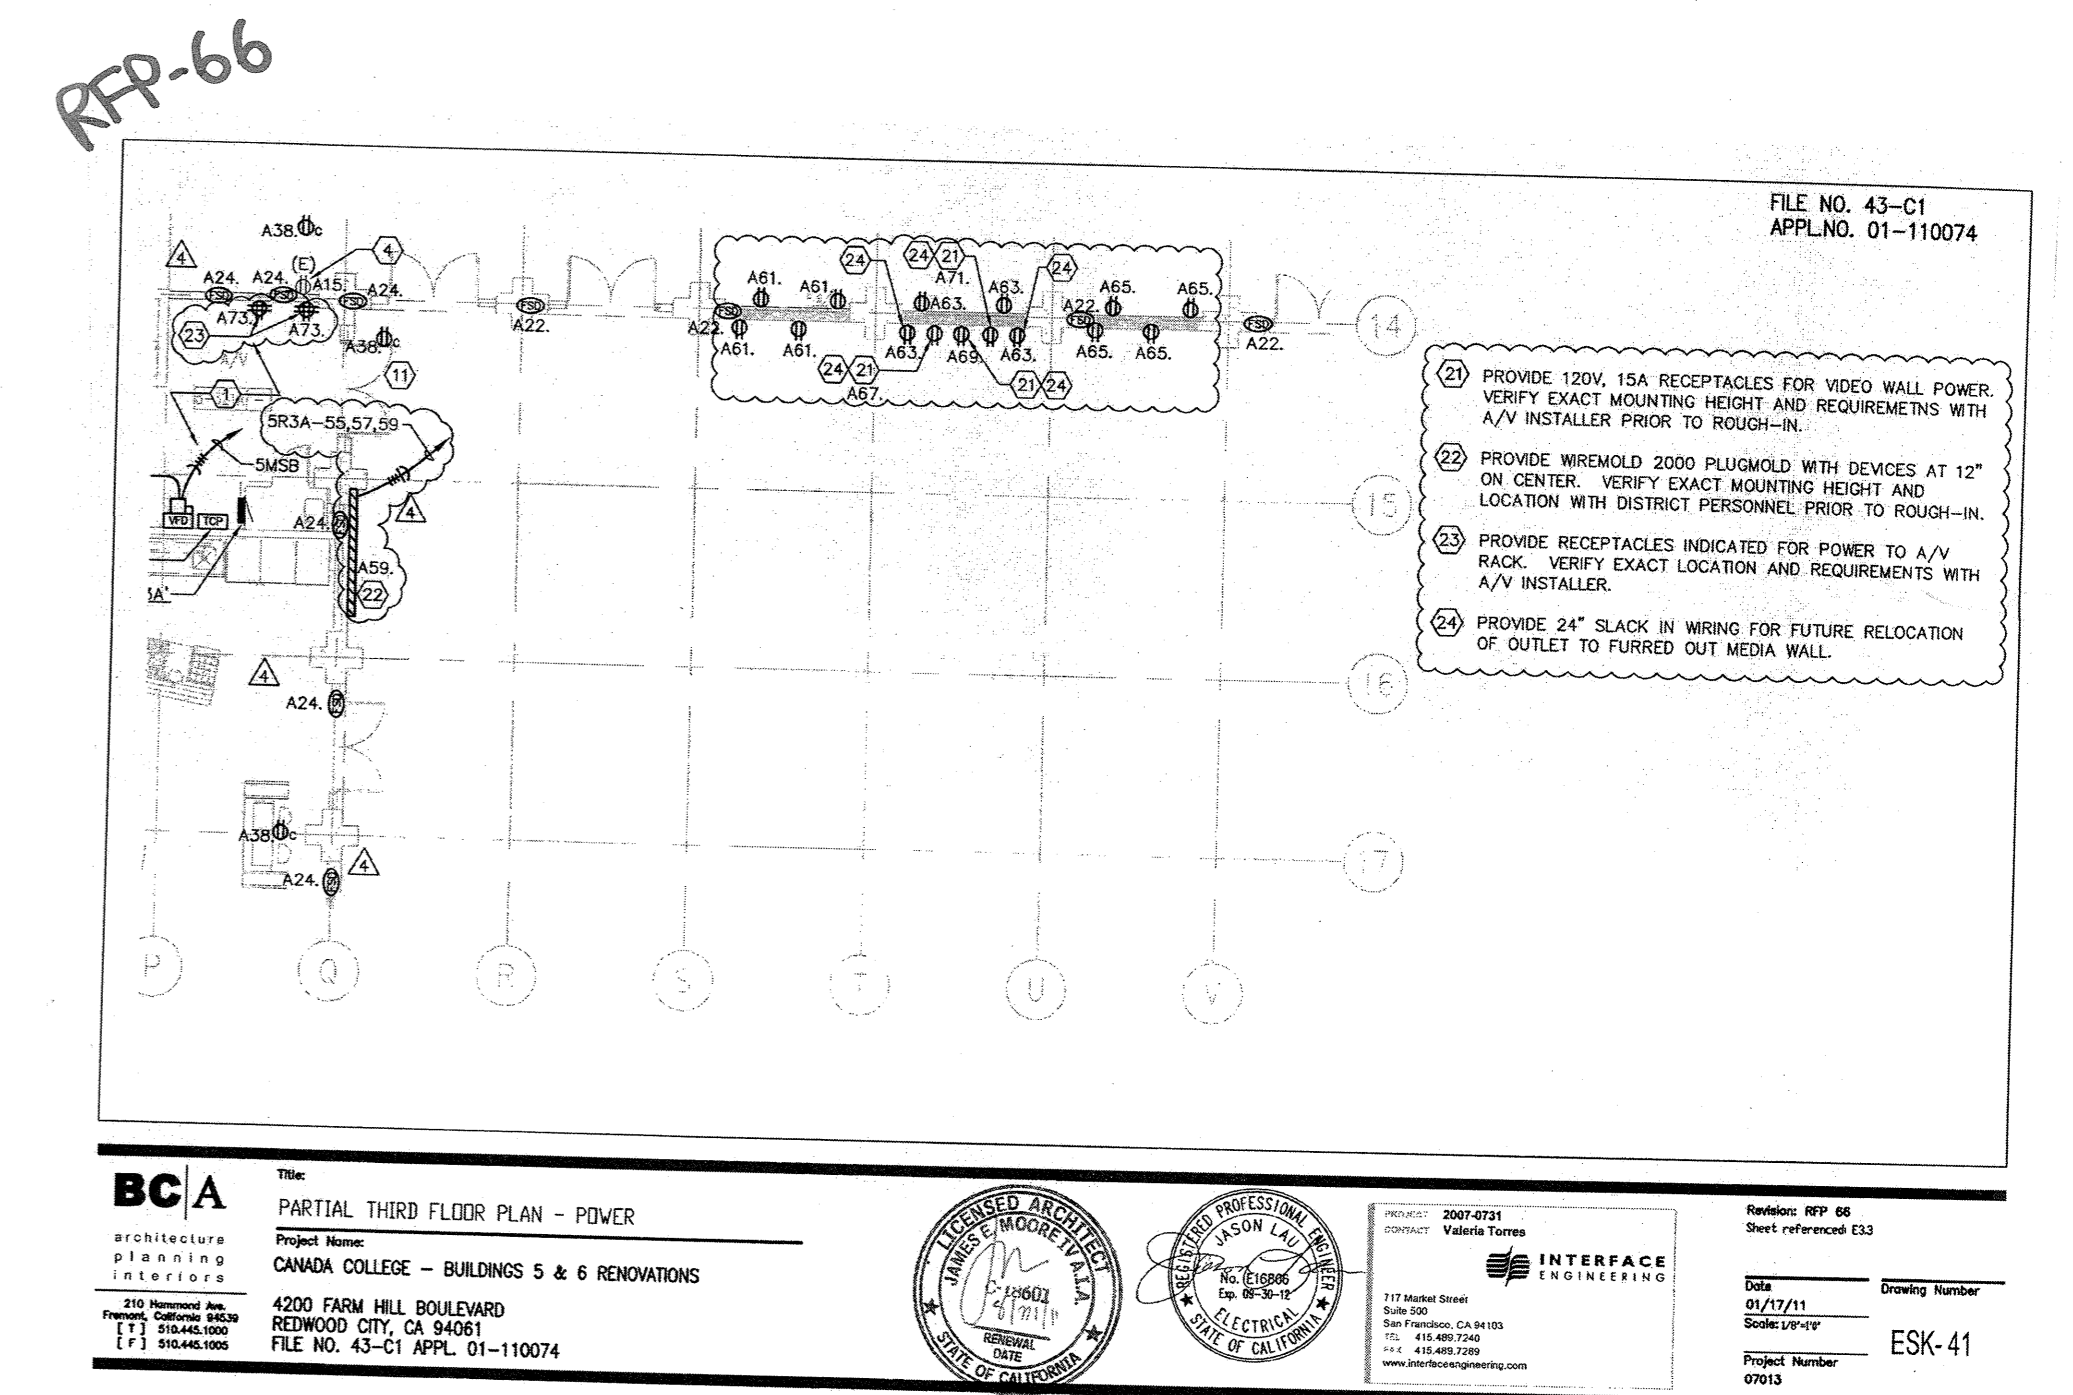 RFP-66
FILE NO. 43-C1
APPL.NO. 01-110074
A38. c
4
4
(E)
A24. A24. A15. A24.
FSD FSD FSD
A73. A73.
23
A/V
A38. c
11
1
5R3A-55,57,59
5MSB
4
VFD TCP
A24.
A59.
22
3A"
4
A24.
A38. c
4
A24.
FSD
A22.
24 24 21 24
A71.
A61. A61. A63. A63. A65. A65.
FSD A22. FSD FSD
A22. A61. A61. A63. A69. A63. A65. A65. A22.
24 21 21 24
A67.
14
15
16
17
P Q R S T U V
21 PROVIDE 120V, 15A RECEPTACLES FOR VIDEO WALL POWER.
VERIFY EXACT MOUNTING HEIGHT AND REQUIREMETNS WITH
A/V INSTALLER PRIOR TO ROUGH-IN.
22 PROVIDE WIREMOLD 2000 PLUGMOLD WITH DEVICES AT 12"
ON CENTER. VERIFY EXACT MOUNTING HEIGHT AND
LOCATION WITH DISTRICT PERSONNEL PRIOR TO ROUGH-IN.
23 PROVIDE RECEPTACLES INDICATED FOR POWER TO A/V
RACK. VERIFY EXACT LOCATION AND REQUIREMENTS WITH
A/V INSTALLER.
24 PROVIDE 24" SLACK IN WIRING FOR FUTURE RELOCATION
OF OUTLET TO FURRED OUT MEDIA WALL.
BC|A
architecture
planning
interiors
210 Hammond Ave.
Fremont, California 94539
[ T ] 510.445.1000
[ F ] 510.445.1005
Title:
PARTIAL THIRD FLOOR PLAN - POWER
Project Name:
CANADA COLLEGE - BUILDINGS 5 & 6 RENOVATIONS
4200 FARM HILL BOULEVARD
REDWOOD CITY, CA 94061
FILE NO. 43-C1 APPL. 01-110074
LICENSED ARCHITECT
JAMES E. MOORE IV A.I.A.
C-18601
RENEWAL
DATE
STATE OF CALIFORNIA
REGISTERED PROFESSIONAL ENGINEER
JASON LAU
No. E16806
Exp. 09-30-12
ELECTRICAL
STATE OF CALIFORNIA
PROJECT 2007-0731
CONTACT Valeria Torres
INTERFACE
ENGINEERING
717 Market Street
Suite 500
San Francisco, CA 94103
TEL 415.489.7240
FAX 415.489.7289
www.interfaceengineering.com
Revision: RFP 66
Sheet referenced: E3.3
Date
01/17/11
Scale: 1/8"=1'0"
Project Number
07013
Drawing Number
ESK-41